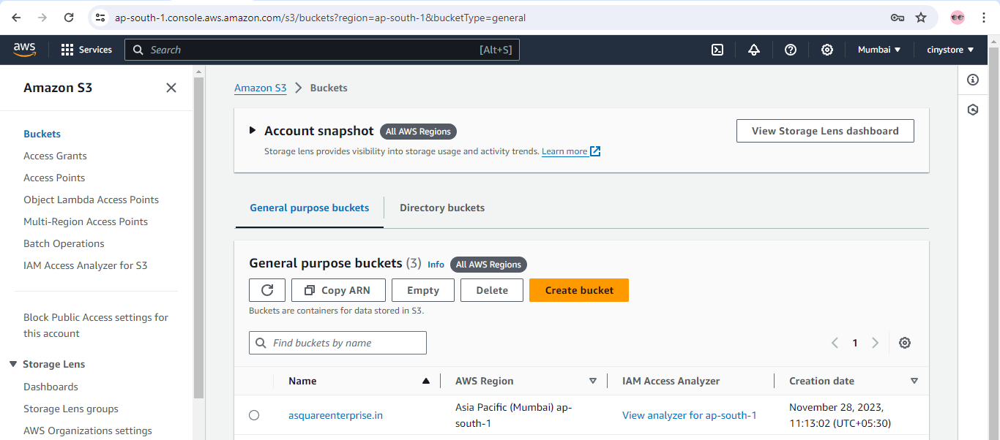 ap-south-1.console.aws.amazon.com/s3/buckets?region=ap-south-1&bucketType=general
aws
Services
Search
[Alt+S]
Mumbai
cinystore
Amazon S3
Buckets
Access Grants
Access Points
Object Lambda Access Points
Multi-Region Access Points
Batch Operations
IAM Access Analyzer for S3
Block Public Access settings for
this account
Storage Lens
Dashboards
Storage Lens groups
AWS Organizations settings
Amazon S3 Buckets
Account snapshot All AWS Regions
Storage lens provides visibility into storage usage and activity trends. Learn more
View Storage Lens dashboard
General purpose buckets
Directory buckets
General purpose buckets (3) Info All AWS Regions
Copy ARN
Empty
Delete
Create bucket
Buckets are containers for data stored in S3.
Find buckets by name
1
Name
AWS Region
IAM Access Analyzer
Creation date
asquareenterprise.in
Asia Pacific (Mumbai) ap-
south-1
View analyzer for ap-south-1
November 28, 2023,
11:13:02 (UTC+05:30)